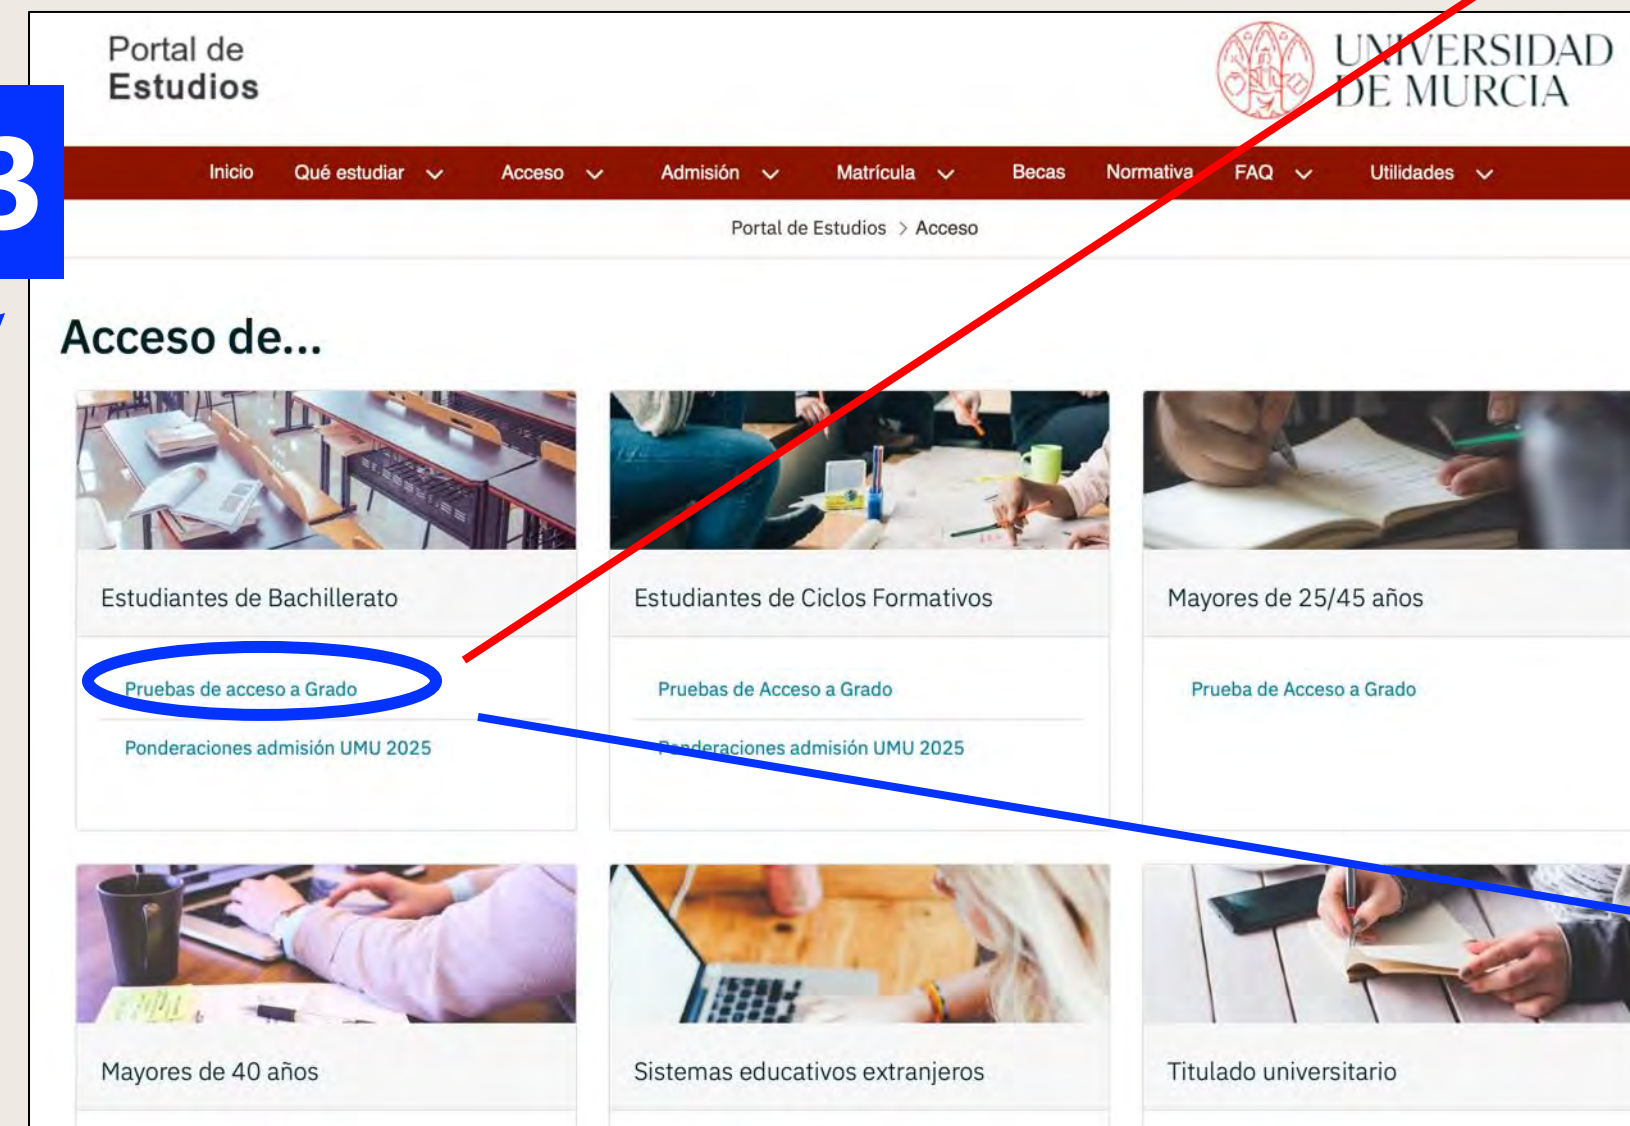 Portal de
Estudios
UNIVERSIDAD
DE MURCIA
3
Inicio Qué estudiar Acceso Admisión Matrícula Becas Normativa FAQ Utilidades
Portal de Estudios > Acceso
Acceso de...
Estudiantes de Bachillerato
Pruebas de acceso a Grado
Ponderaciones admisión UMU 2025
Estudiantes de Ciclos Formativos
Pruebas de Acceso a Grado
Ponderaciones admisión UMU 2025
Mayores de 25/45 años
Prueba de Acceso a Grado
Mayores de 40 años
Sistemas educativos extranjeros
Titulado universitario